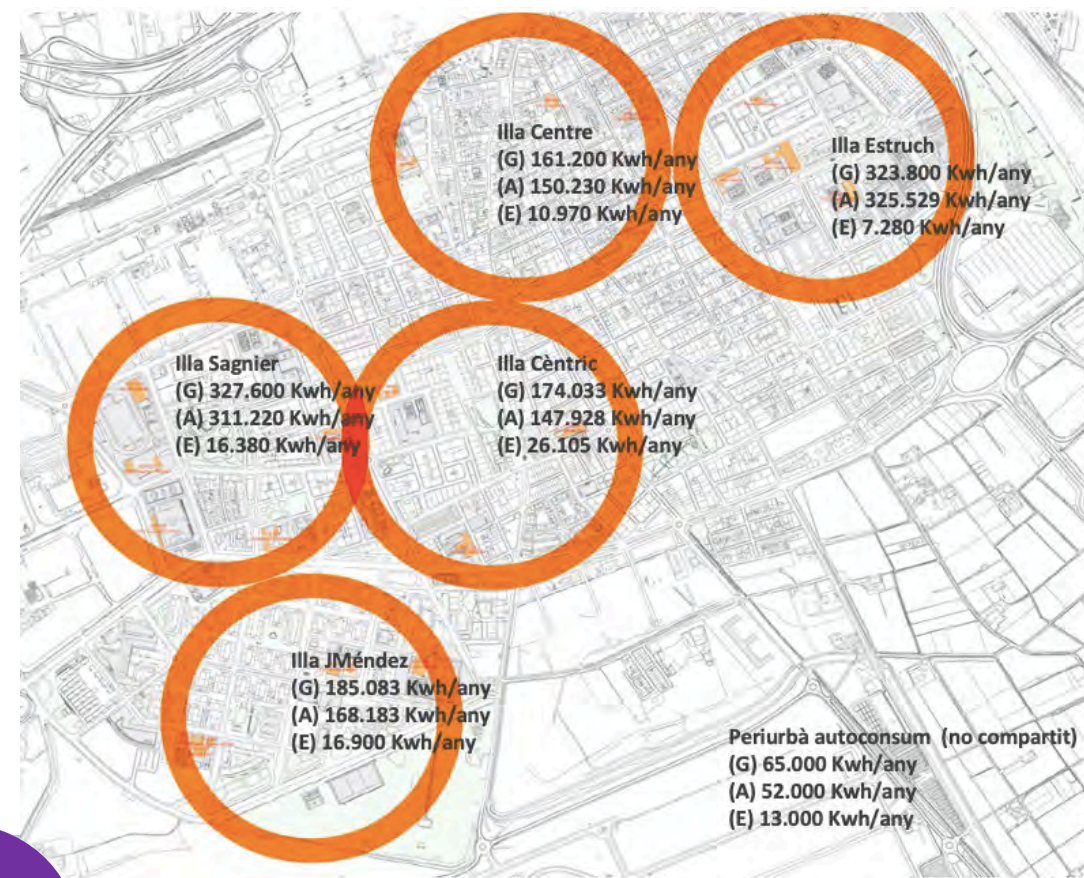 Illa Centre
(G) 161.200 Kwh/any
(A) 150.230 Kwh/any
(E) 10.970 Kwh/any
Illa Estruch
(G) 323.800 Kwh/any
(A) 325.529 Kwh/any
(E) 7.280 Kwh/any
Illa Sagnier
(G) 327.600 Kwh/any
(A) 311.220 Kwh/any
(E) 16.380 Kwh/any
Illa Cèntric
(G) 174.033 Kwh/any
(A) 147.928 Kwh/any
(E) 26.105 Kwh/any
Illa JMéndez
(G) 185.083 Kwh/any
(A) 168.183 Kwh/any
(E) 16.900 Kwh/any
Periurbà autoconsum (no compartit)
(G) 65.000 Kwh/any
(A) 52.000 Kwh/any
(E) 13.000 Kwh/any